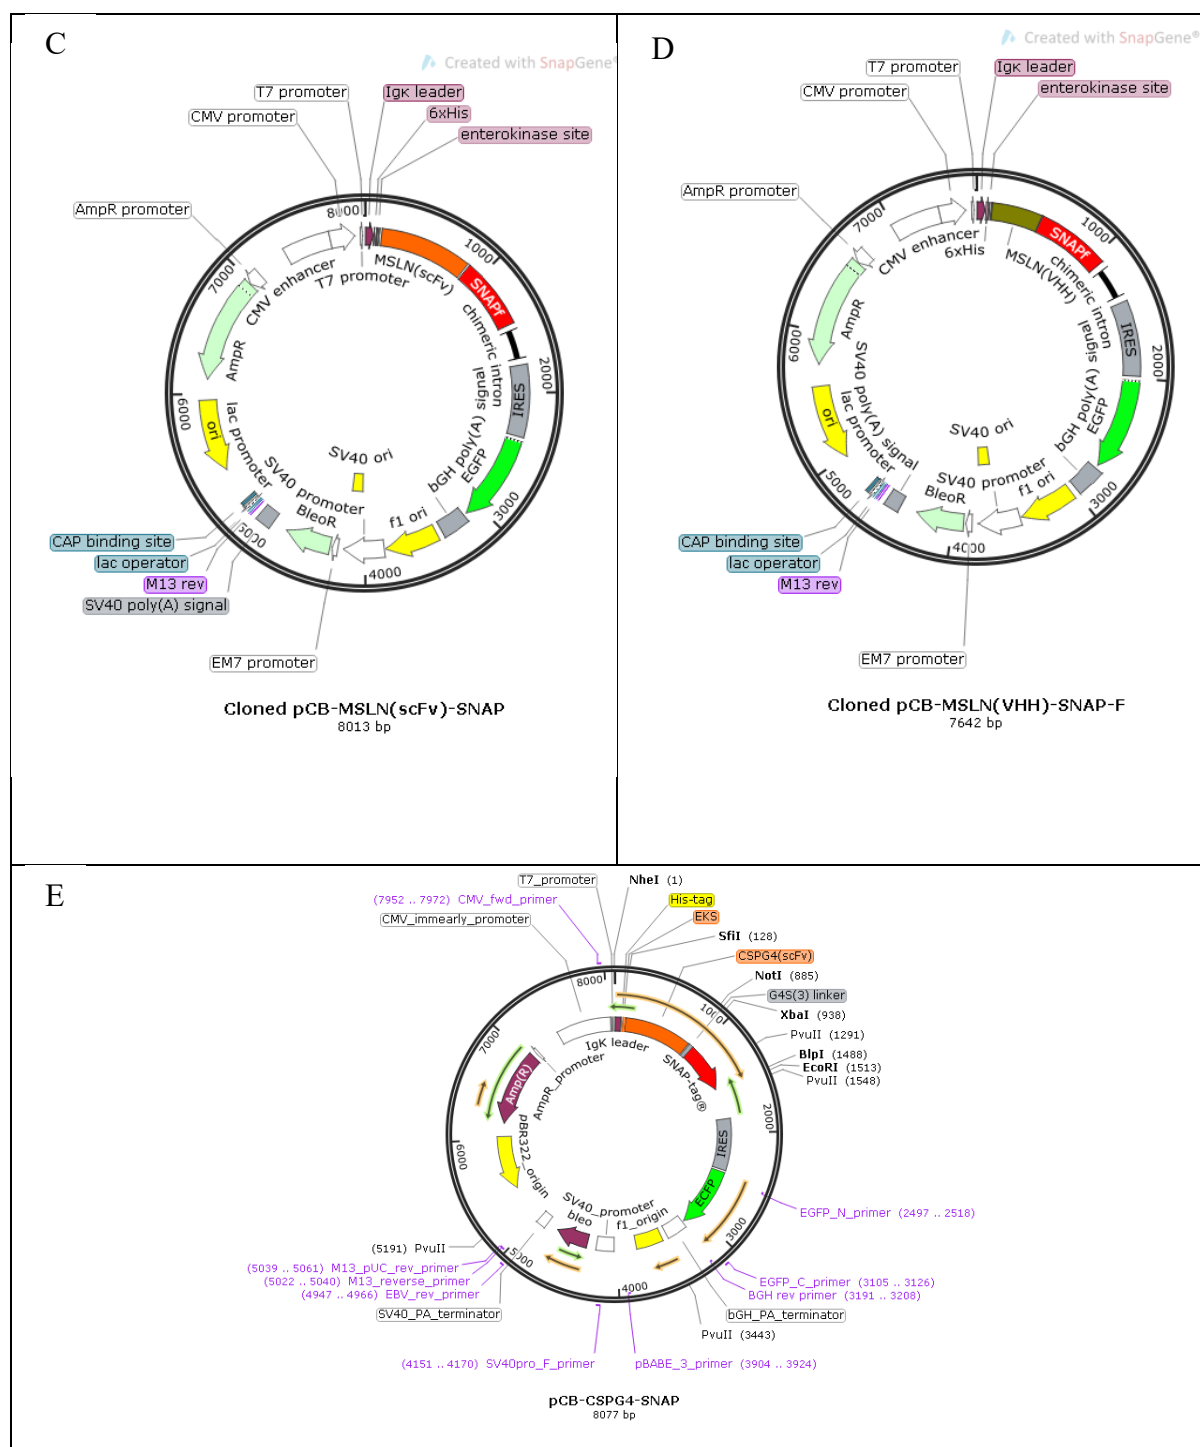 C
Created with SnapGene®
T7 promoter
Igκ leader
CMV promoter
6xHis
enterokinase site
AmpR promoter
8000
1000
2000
3000
4000
5000
6000
7000
CMV enhancer
T7 promoter
MSLN(scFv)
SNAPf
chimeric intron
IRES
bGH poly(A) signal
EGFP
f1 ori
SV40 ori
SV40 promoter
BleoR
lac promoter
ori
AmpR
CAP binding site
lac operator
M13 rev
SV40 poly(A) signal
EM7 promoter
Cloned pCB-MSLN(scFv)-SNAP
8013 bp
D
Created with SnapGene®
T7 promoter
Igκ leader
CMV promoter
enterokinase site
AmpR promoter
7000
1000
2000
3000
4000
5000
6000
CMV enhancer
6xHis
MSLN(VHH)
SNAPf
chimeric intron
IRES
bGH poly(A) signal
EGFP
f1 ori
SV40 ori
SV40 promoter
BleoR
SV40 poly(A) signal
lac promoter
ori
AmpR
CAP binding site
lac operator
M13 rev
EM7 promoter
Cloned pCB-MSLN(VHH)-SNAP-F
7642 bp
E
T7_promoter
NheI (1)
(7952 .. 7972) CMV_fwd_primer
His-tag
CMV_immearly_promoter
EKS
SfiI (128)
CSPG4(scFv)
NotI (885)
G4S(3) linker
XbaI (938)
PvuII (1291)
BlpI (1488)
EcoRI (1513)
PvuII (1548)
8000
1000
2000
3000
4000
5000
6000
7000
IgK leader
SNAP-tag®
AmpR_promoter
Amp(R)
pBR322_origin
IRES
ECFP
SV40_promoter
f1_origin
bleo
EGFP_N_primer (2497 .. 2518)
(5191) PvuII
(5039 .. 5061) M13_pUC_rev_primer
(5022 .. 5040) M13_reverse_primer
(4947 .. 4966) EBV_rev_primer
SV40_PA_terminator
EGFP_C_primer (3105 .. 3126)
BGH rev primer (3191 .. 3208)
bGH_PA_terminator
PvuII (3443)
(4151 .. 4170) SV40pro_F_primer
pBABE_3_primer (3904 .. 3924)
pCB-CSPG4-SNAP
8077 bp